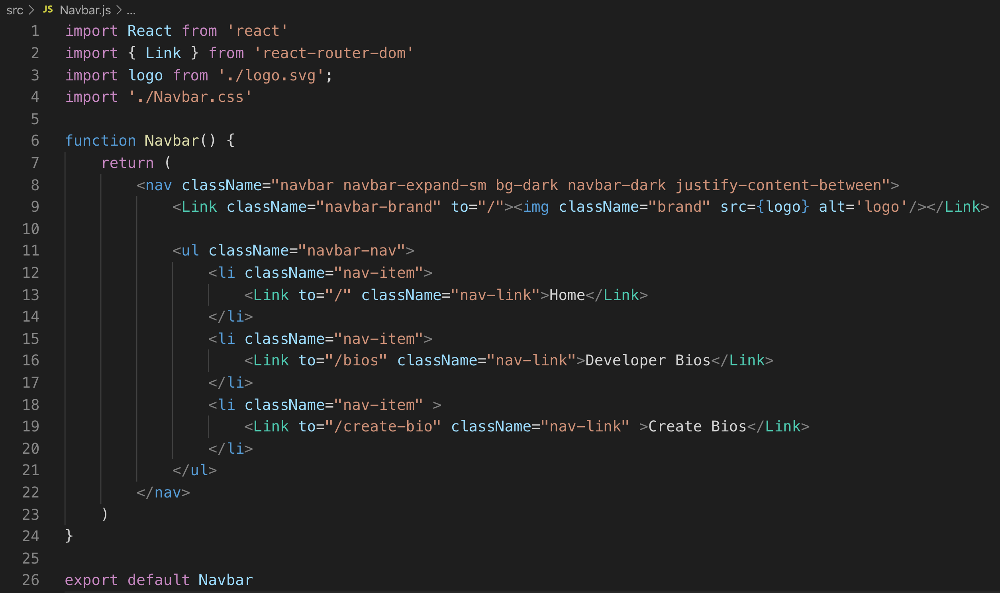 src > JS Navbar.js > ...
1 import React from 'react'
2 import { Link } from 'react-router-dom'
3 import logo from './logo.svg';
4 import './Navbar.css'
5
6 function Navbar() {
7     return (
8         <nav className="navbar navbar-expand-sm bg-dark navbar-dark justify-content-between">
9             <Link className="navbar-brand" to="/"><img className="brand" src={logo} alt='logo'/></Link>
10
11             <ul className="navbar-nav">
12                 <li className="nav-item">
13                     <Link to="/" className="nav-link">Home</Link>
14                 </li>
15                 <li className="nav-item">
16                     <Link to="/bios" className="nav-link">Developer Bios</Link>
17                 </li>
18                 <li className="nav-item" >
19                     <Link to="/create-bio" className="nav-link" >Create Bios</Link>
20                 </li>
21             </ul>
22         </nav>
23     )
24 }
25
26 export default Navbar